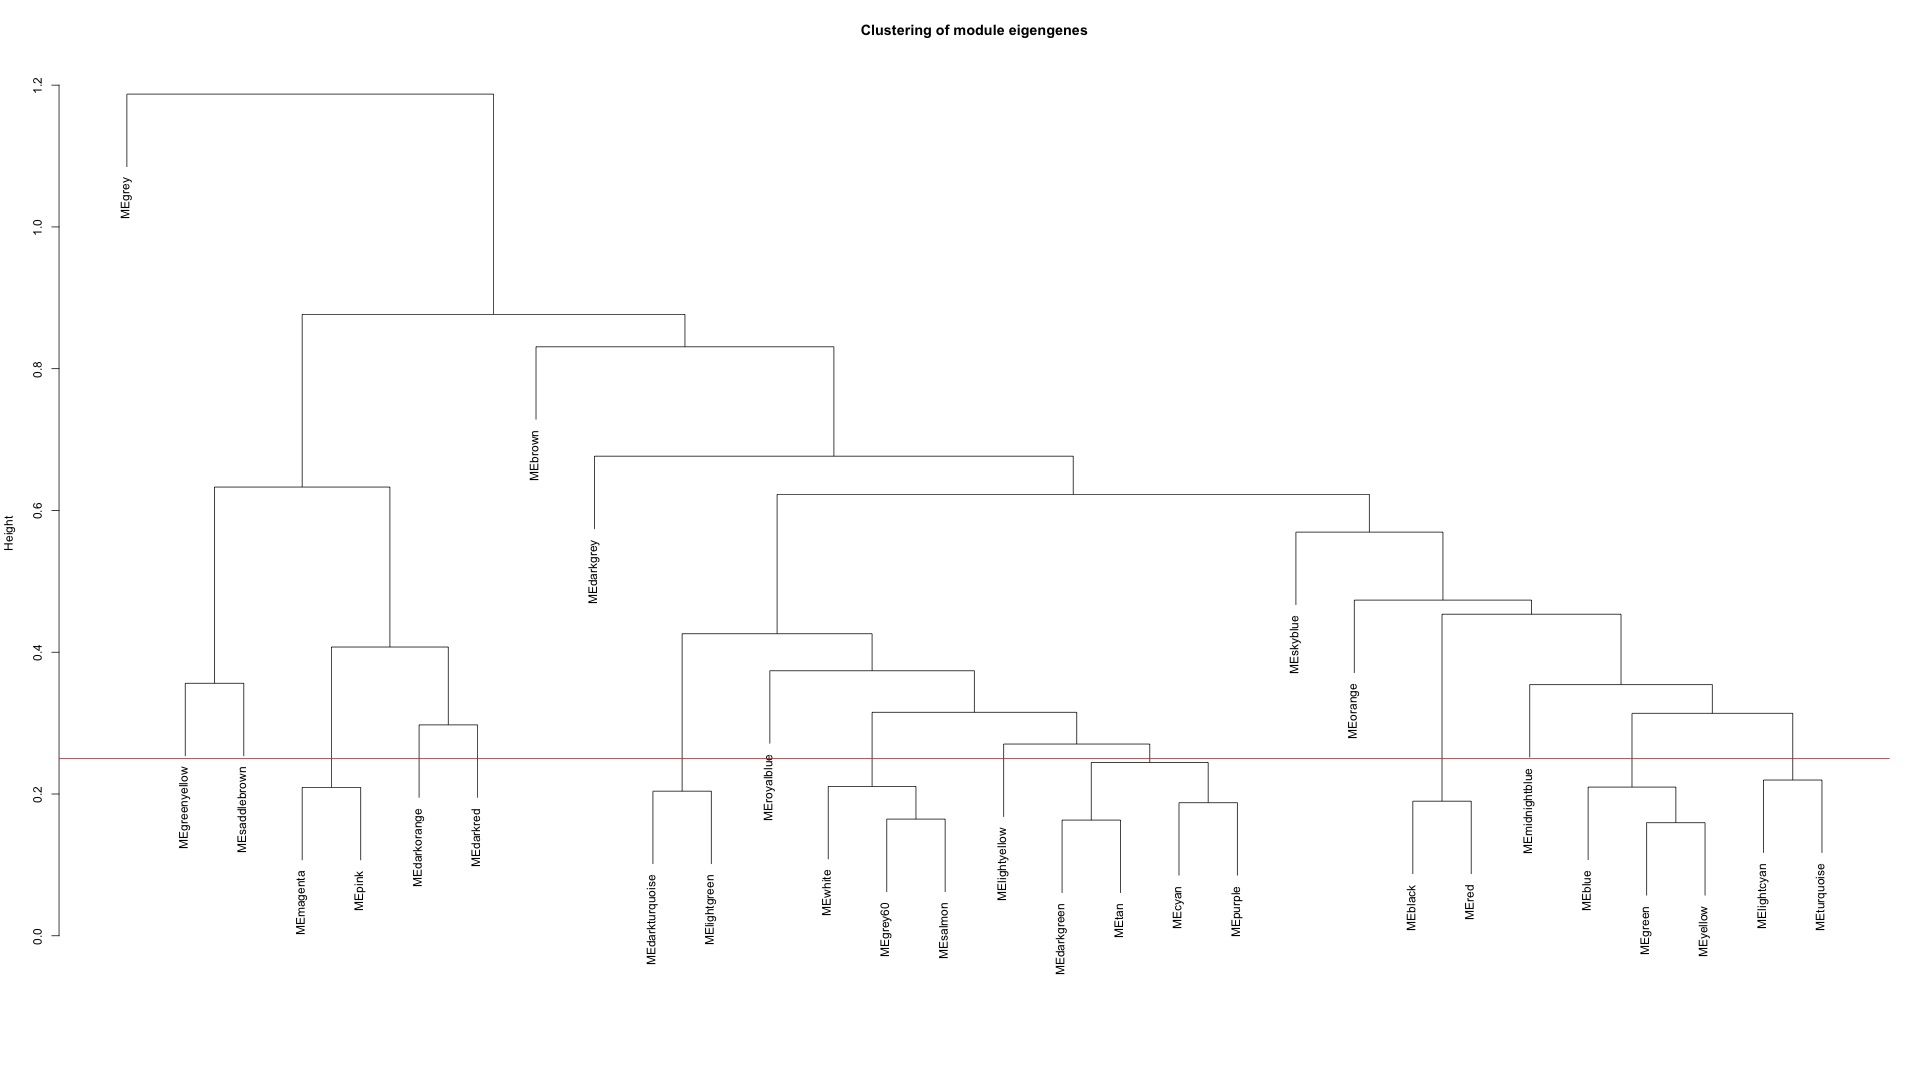 Clustering of module eigengenes
Height
1.2
1.0
0.8
0.6
0.4
0.2
0.0
MEgrey
MEgreenyellow
MEsaddlebrown
MEmagenta
MEpink
MEdarkorange
MEdarkred
MEbrown
MEdarkgrey
MEdarkturquoise
MElightgreen
MEroyalblue
MEwhite
MEgrey60
MEsalmon
MElightyellow
MEdarkgreen
MEtan
MEcyan
MEpurple
MEskyblue
MEorange
MEblack
MEred
MEmidnightblue
MEblue
MEgreen
MEyellow
MElightcyan
MEturquoise